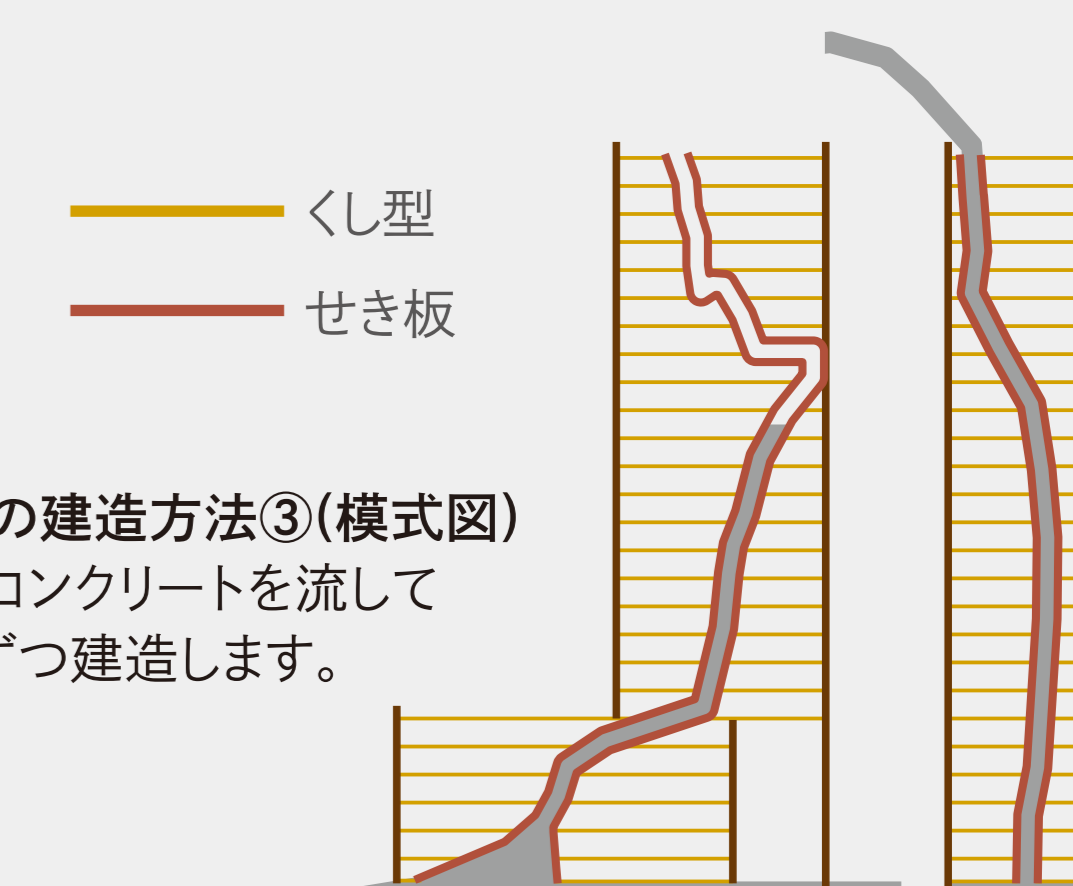 くし型
せき板
の建造方法③(模式図)
コンクリートを流して
ずつ建造します。